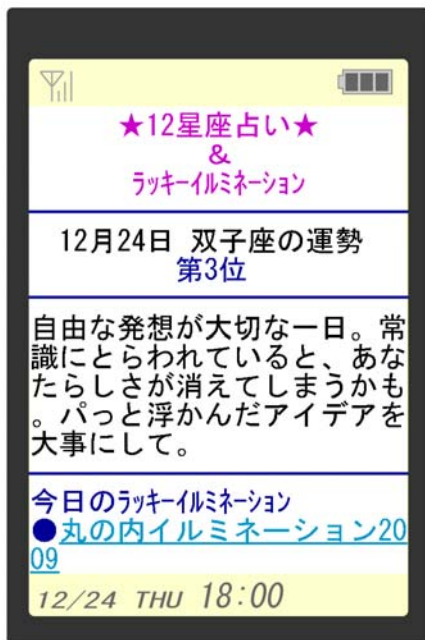 ★12星座占い★
&
ﾗｯｷｰｲﾙﾐﾈｰｼｮﾝ
12月24日 双子座の運勢
第3位
自由な発想が大切な一日。常
識にとらわれていると、あな
たらしさが消えてしまうかも
。パっと浮かんだアイデアを
大事にして。
今日のﾗｯｷｰｲﾙﾐﾈｰｼｮﾝ
●丸の内イルミネーション20
09
12/24 THU 18:00